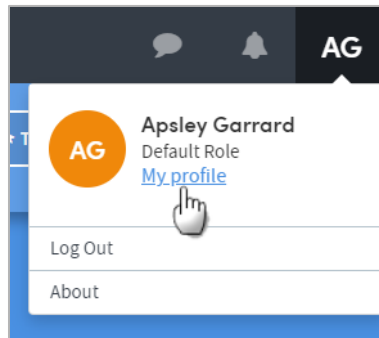 AG
T
AG
Apsley Garrard
Default Role
My profile
Log Out
About